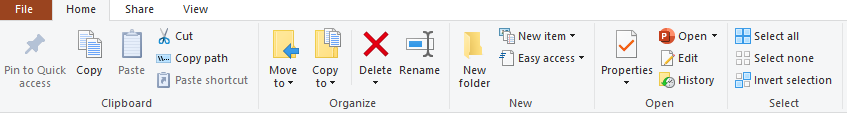 File
Home
Share
View
Pin to Quick
access
Copy
Paste
Cut
Copy path
Paste shortcut
Clipboard
Move
to
Copy
to
Delete
Rename
Organize
New
folder
New item
Easy access
New
Properties
Open
Edit
History
Open
Select all
Select none
Invert selection
Select